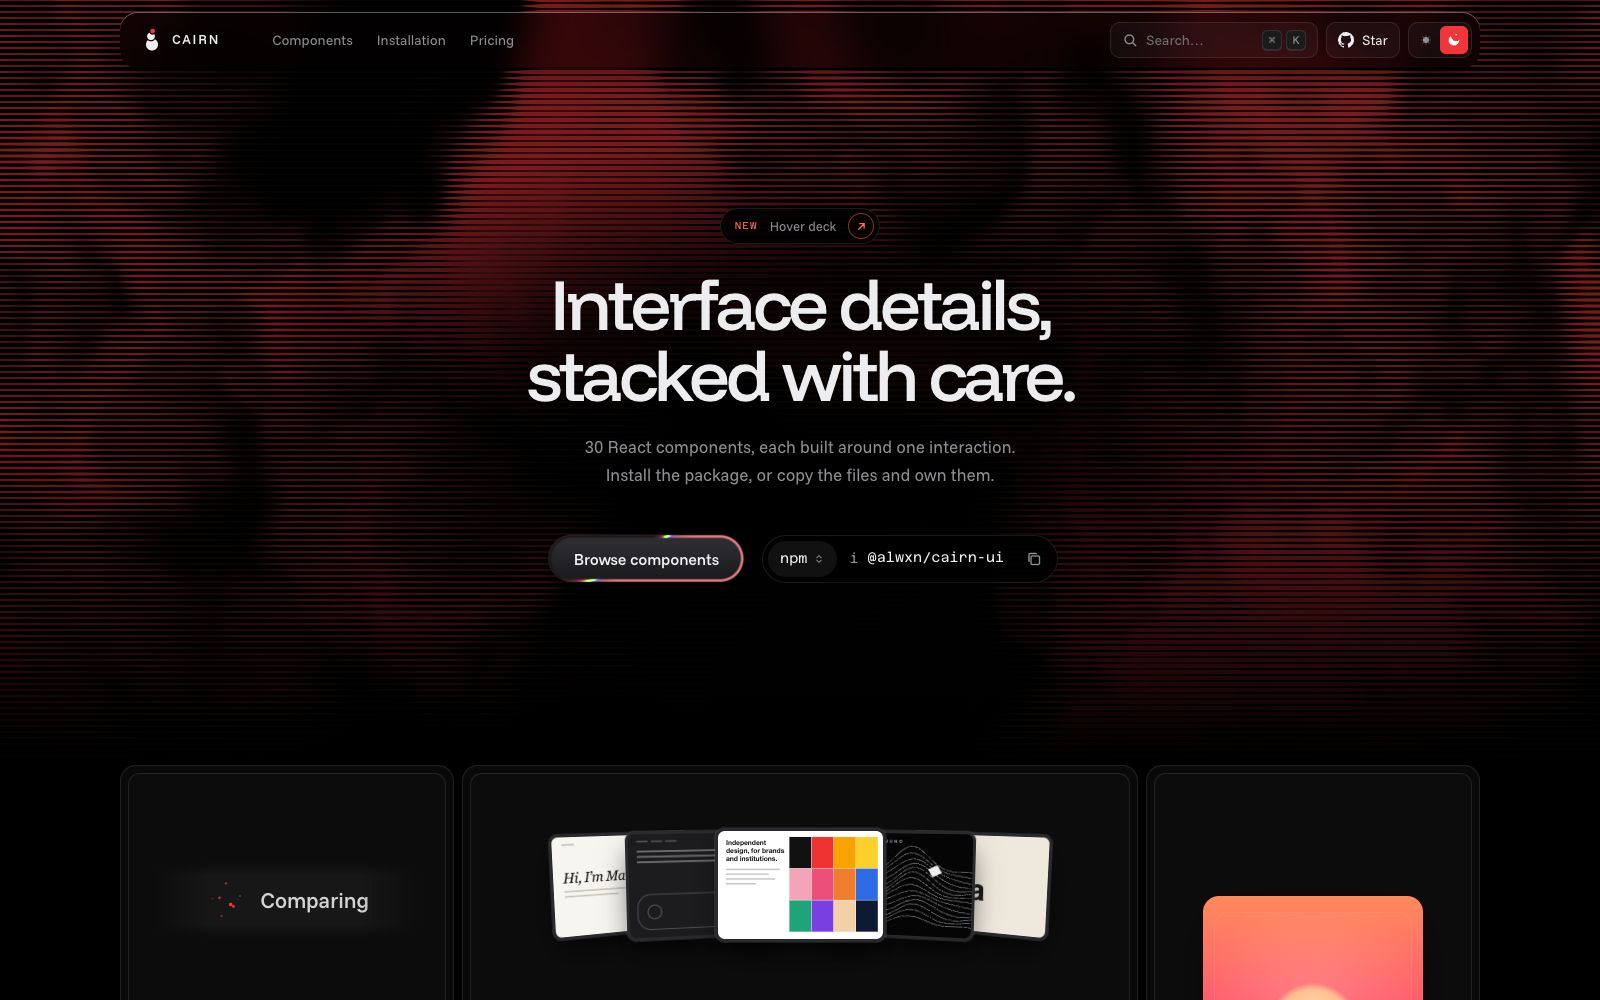 CAIRN
Components
Installation
Pricing
Search...
⌘ K
Star
NEW Hover deck
Interface details,
stacked with care.
30 React components, each built around one interaction.
Install the package, or copy the files and own them.
Browse components
npm
i @alwxn/cairn-ui
Comparing
Hi, I'm Ma
Independent
design, for brands
and institutions.
a